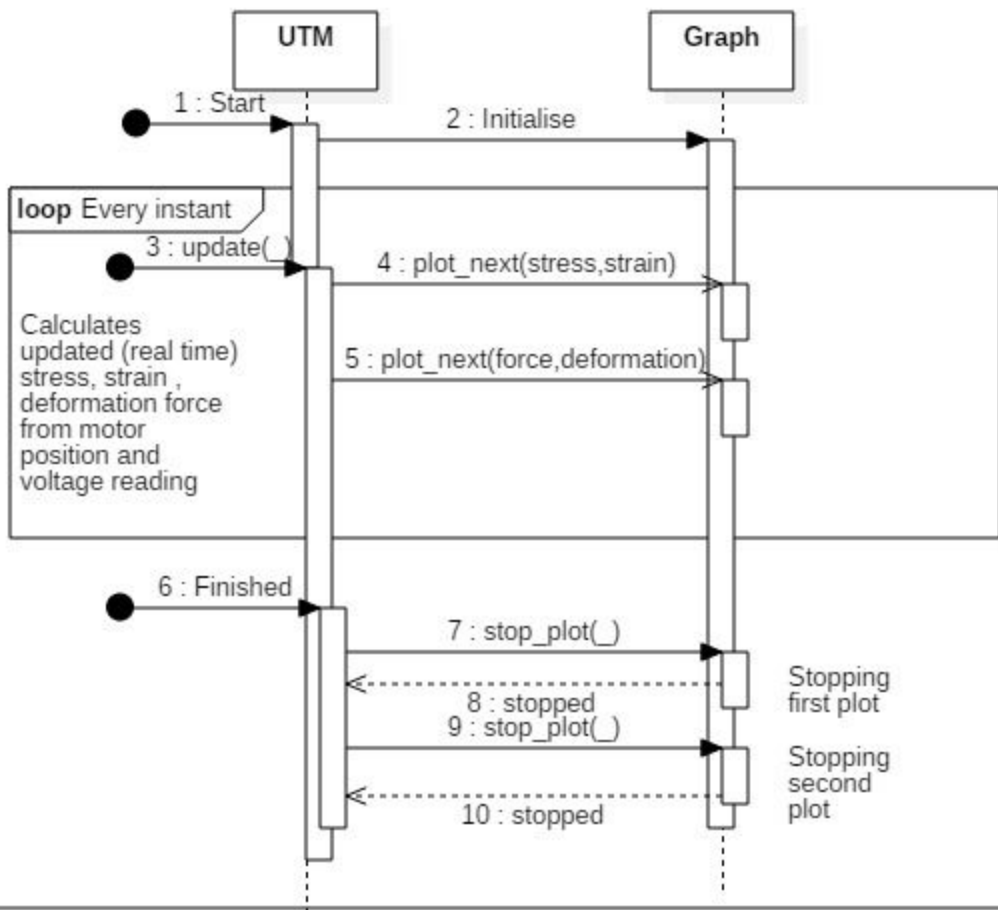 UTM
Graph
1 : Start
2 : Initialise
loop Every instant
3 : update(_)
4 : plot_next(stress,strain)
Calculates
updated (real time)
stress, strain ,
deformation force
from motor
position and
voltage reading
5 : plot_next(force,deformation)
6 : Finished
7 : stop_plot(_)
8 : stopped
Stopping
first plot
9 : stop_plot(_)
10 : stopped
Stopping
second
plot